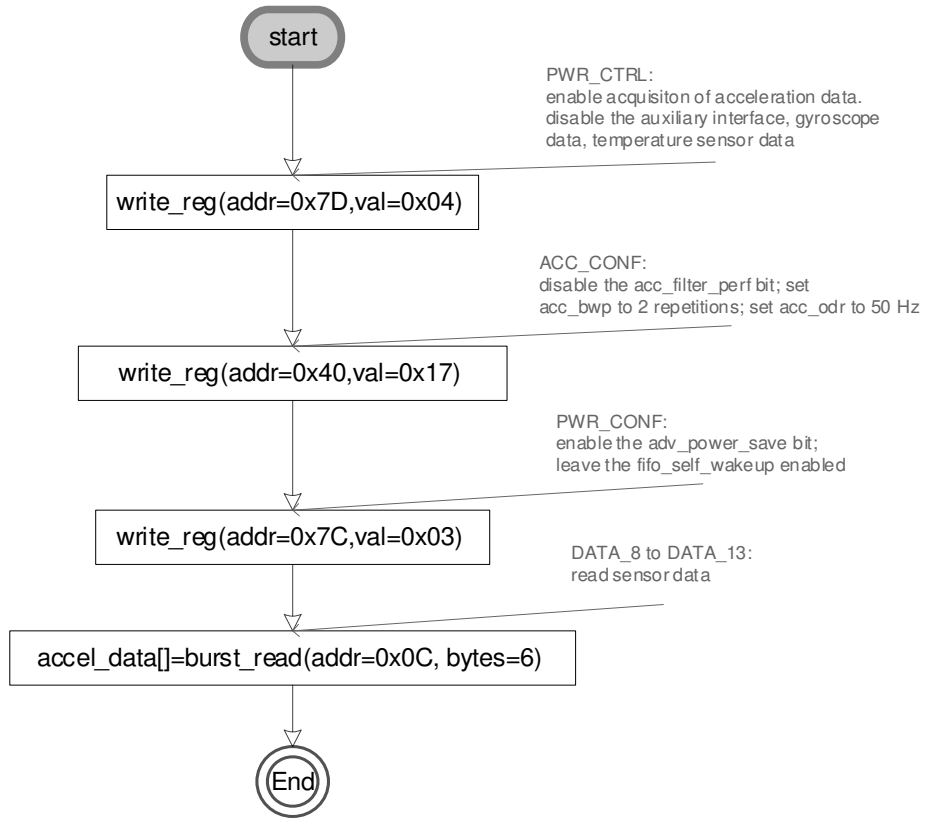 start
PWR_CTRL:
enable acquisiton of acceleration data.
disable the auxiliary interface, gyroscope
data, temperature sensor data
write_reg(addr=0x7D,val=0x04)
ACC_CONF:
disable the acc_filter_perf bit; set
acc_bwp to 2 repetitions; set acc_odr to 50 Hz
write_reg(addr=0x40,val=0x17)
PWR_CONF:
enable the adv_power_save bit;
leave the fifo_self_wakeup enabled
write_reg(addr=0x7C,val=0x03)
DATA_8 to DATA_13:
read sensor data
accel_data[]=burst_read(addr=0x0C, bytes=6)
End